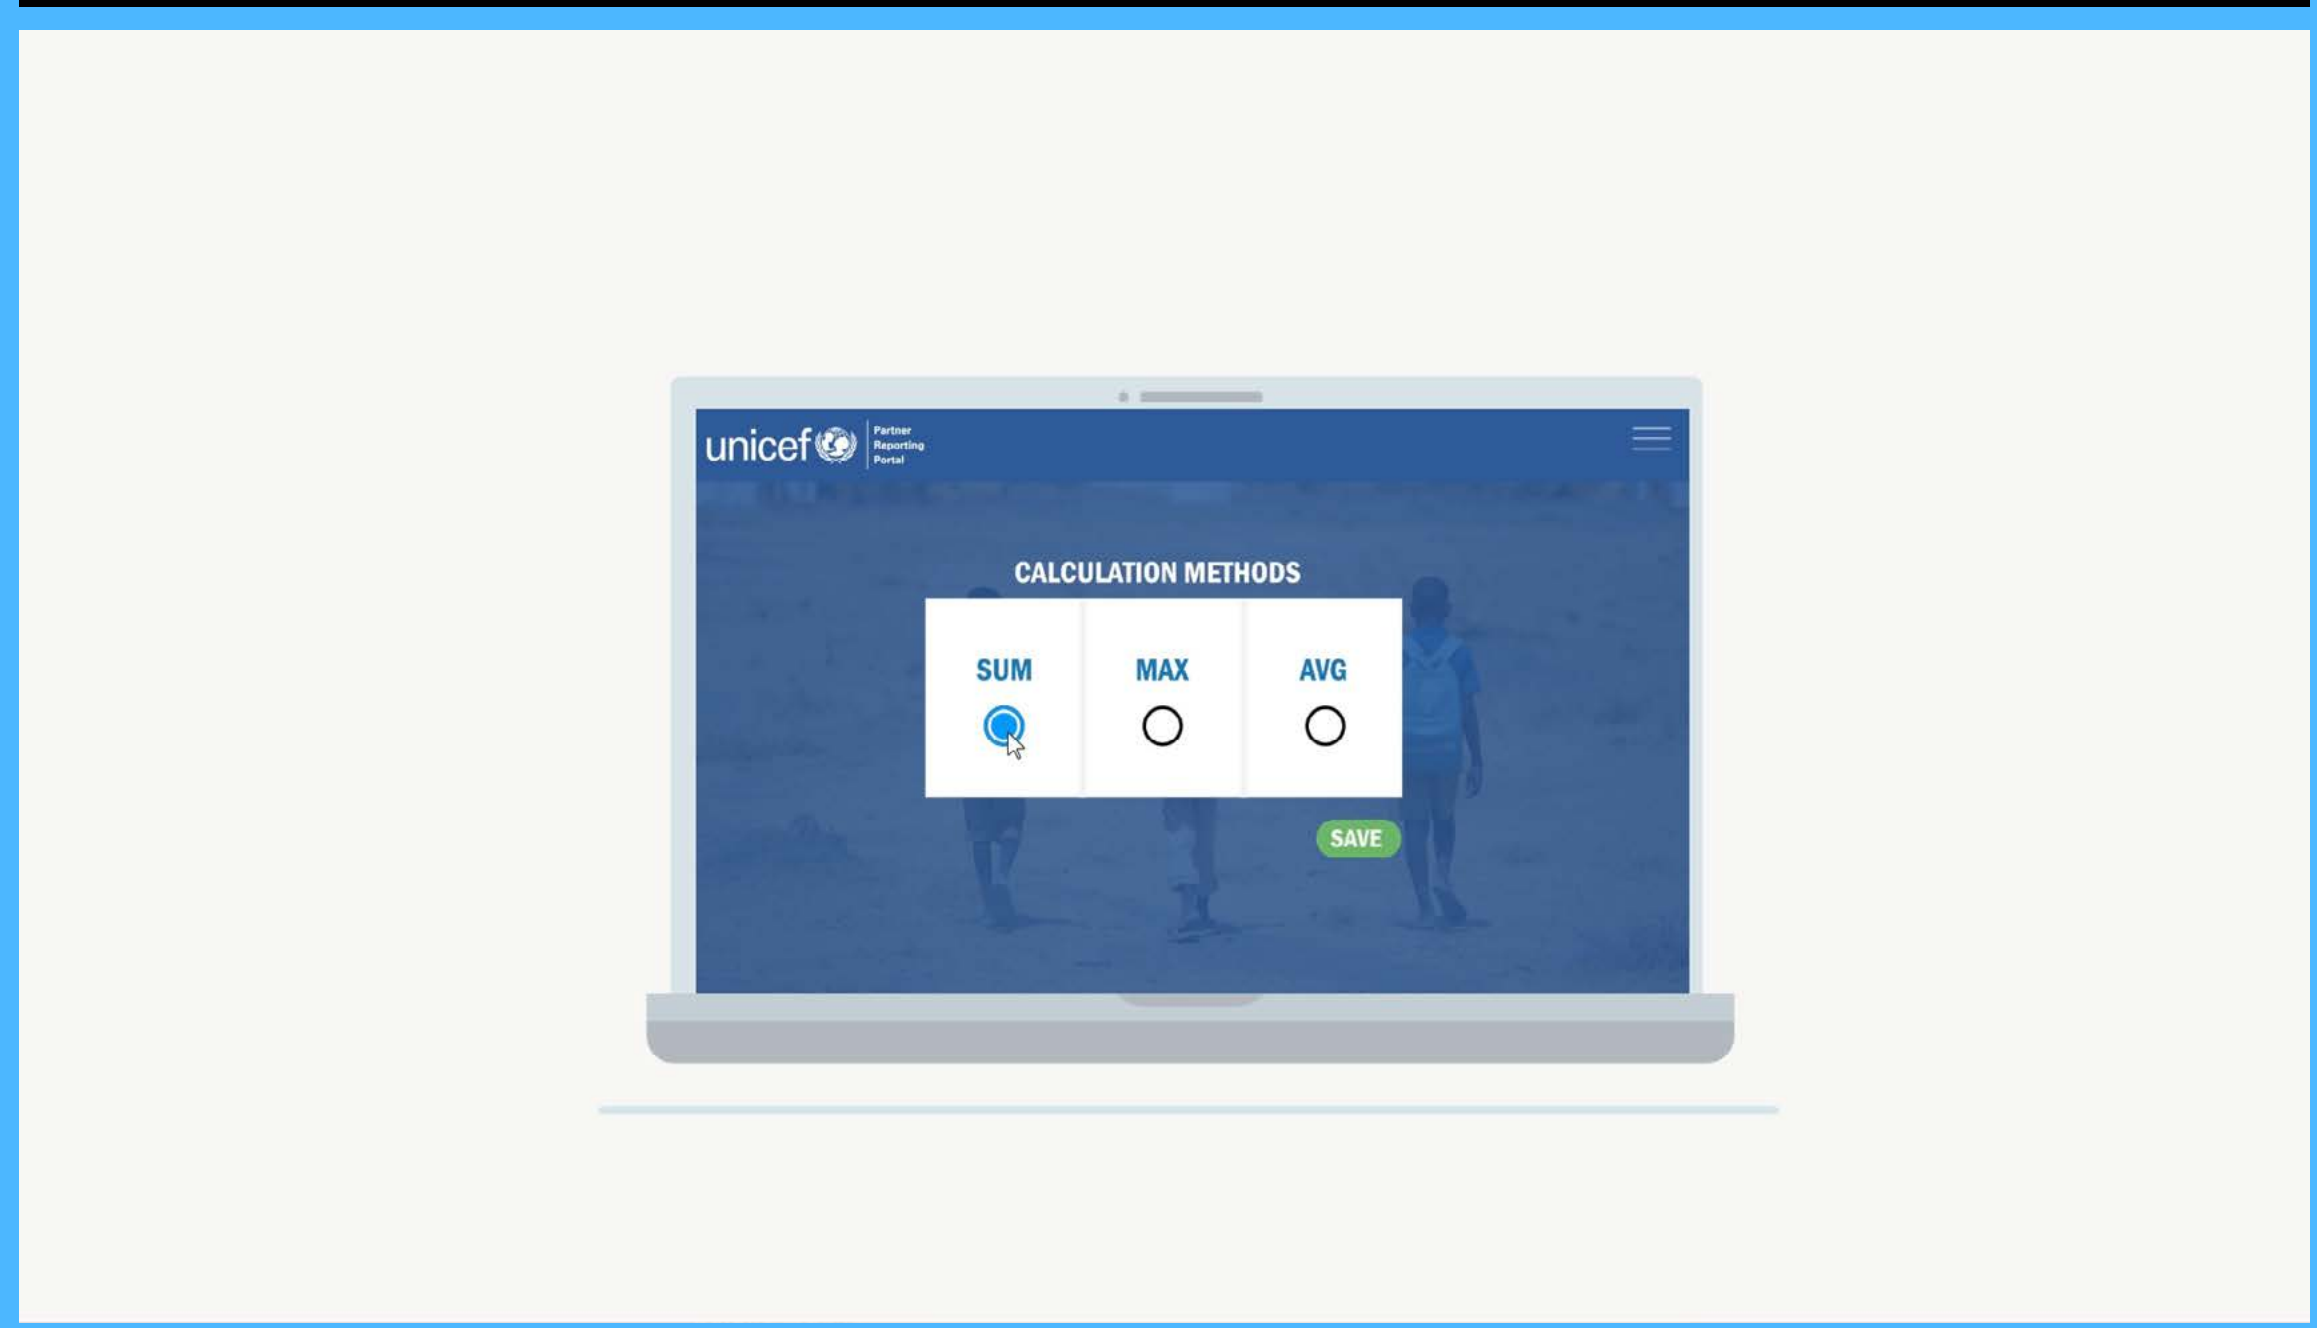 unicef
Partner
Reporting
Portal
CALCULATION METHODS
SUM MAX AVG
SAVE